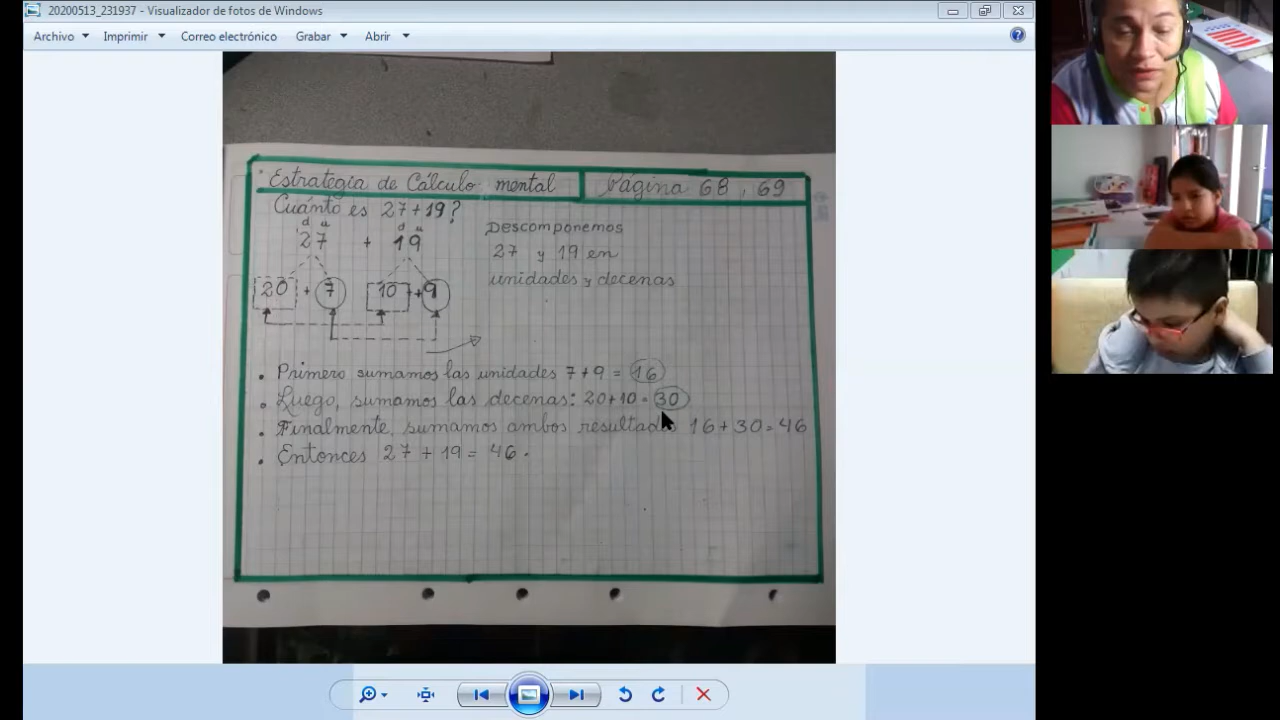 20200513_231937 - Visualizador de fotos de Windows
Archivo Imprimir Correo electrónico Grabar Abrir
Estrategia de Cálculo mental Página 68, 69
Cuánto es 27+19?
d u d u
27 + 19
20 + 7 10 + 9
Descomponemos
27 y 19 en
unidades y decenas
. Primero sumamos las unidades 7+9 = 16
. Luego, sumamos las decenas: 20+10 = 30
. Finalmente, sumamos ambos resultados 16+30=46
. Entonces 27 + 19 = 46.